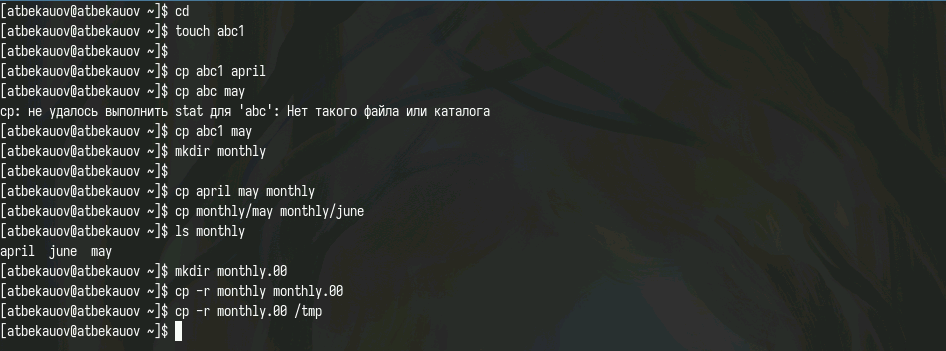 [atbekauov@atbekauov ~]$ cd
[atbekauov@atbekauov ~]$ touch abc1
[atbekauov@atbekauov ~]$
[atbekauov@atbekauov ~]$ cp abc1 april
[atbekauov@atbekauov ~]$ cp abc may
cp: не удалось выполнить stat для 'abc': Нет такого файла или каталога
[atbekauov@atbekauov ~]$ cp abc1 may
[atbekauov@atbekauov ~]$ mkdir monthly
[atbekauov@atbekauov ~]$
[atbekauov@atbekauov ~]$ cp april may monthly
[atbekauov@atbekauov ~]$ cp monthly/may monthly/june
[atbekauov@atbekauov ~]$ ls monthly
april  june  may
[atbekauov@atbekauov ~]$ mkdir monthly.00
[atbekauov@atbekauov ~]$ cp -r monthly monthly.00
[atbekauov@atbekauov ~]$ cp -r monthly.00 /tmp
[atbekauov@atbekauov ~]$